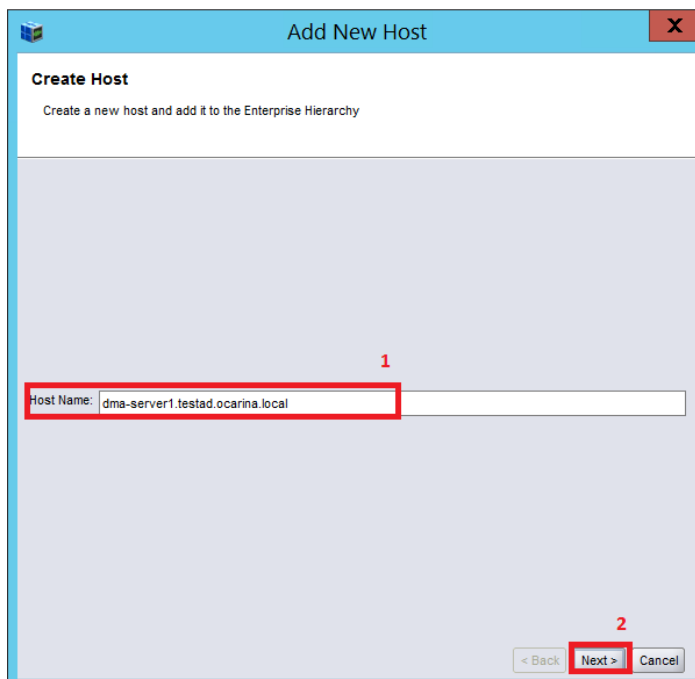 Add New Host
X
Create Host
Create a new host and add it to the Enterprise Hierarchy
1
Host Name: dma-server1.testad.ocarina.local
2
< Back Next > Cancel